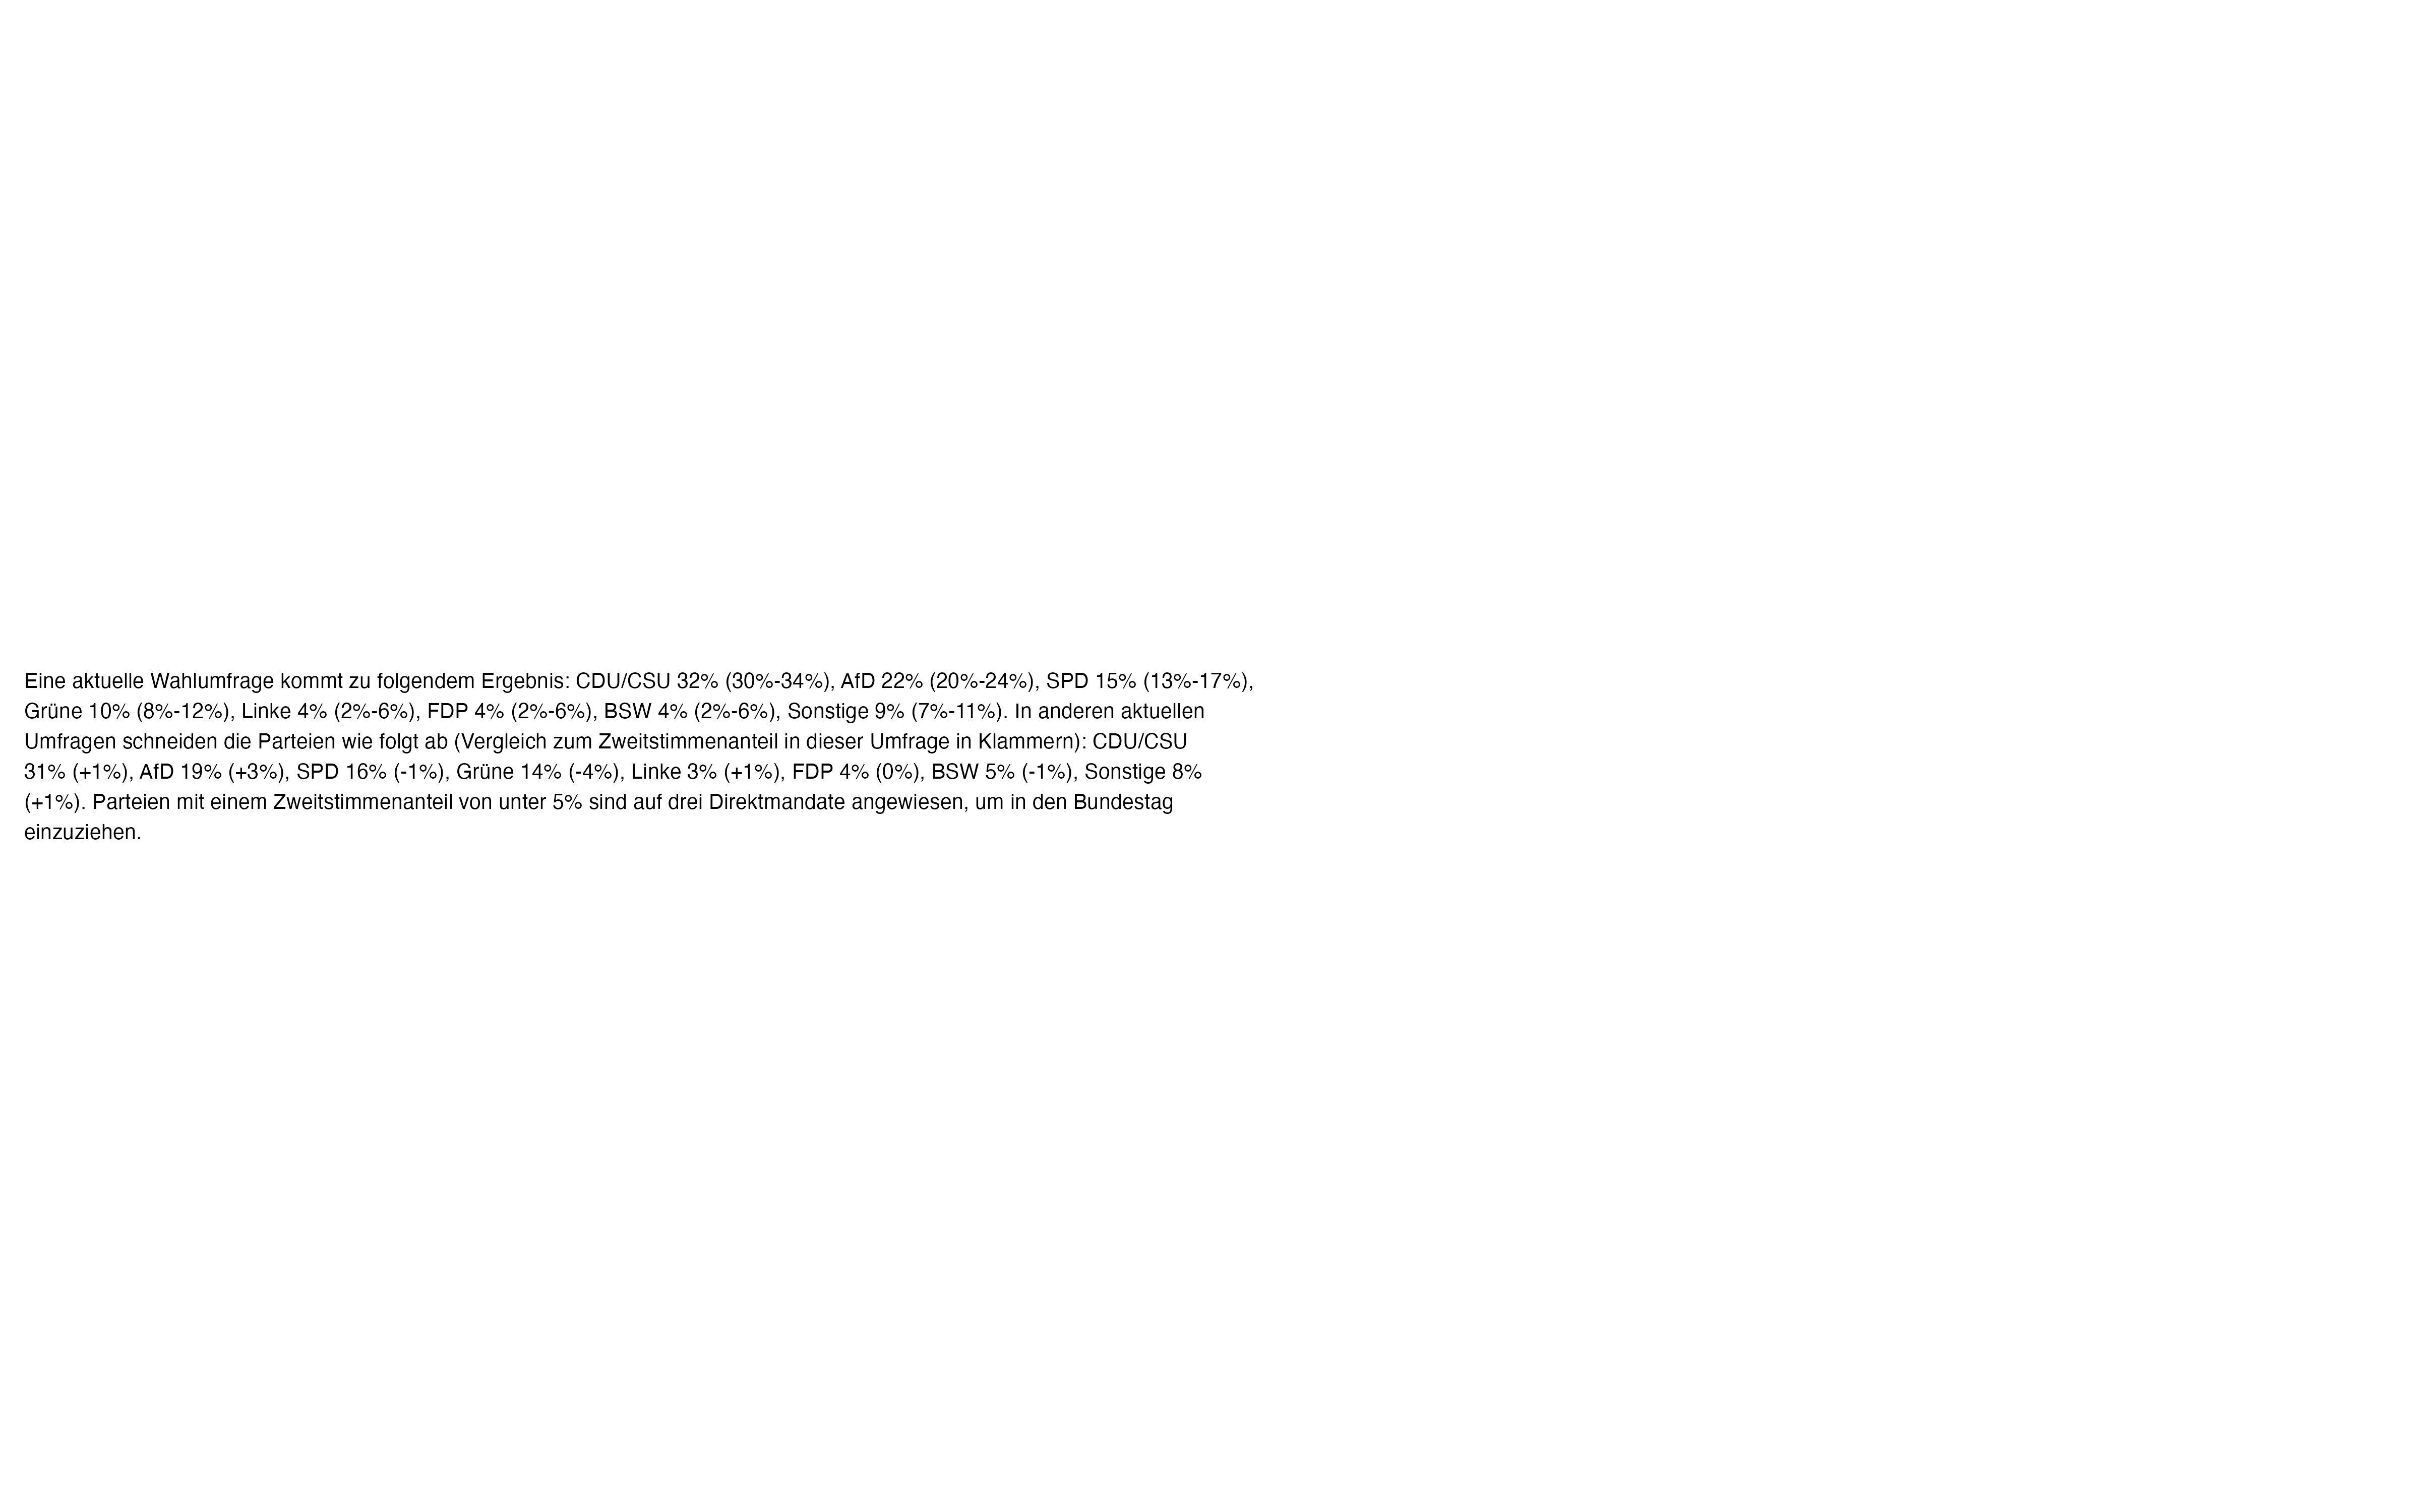 Eine aktuelle Wahlumfrage kommt zu folgendem Ergebnis: CDU/CSU 32% (30%-34%), AfD 22% (20%-24%), SPD 15% (13%-17%),
Grüne 10% (8%-12%), Linke 4% (2%-6%), FDP 4% (2%-6%), BSW 4% (2%-6%), Sonstige 9% (7%-11%). In anderen aktuellen
Umfragen schneiden die Parteien wie folgt ab (Vergleich zum Zweitstimmenanteil in dieser Umfrage in Klammern): CDU/CSU
31% (+1%), AfD 19% (+3%), SPD 16% (-1%), Grüne 14% (-4%), Linke 3% (+1%), FDP 4% (0%), BSW 5% (-1%), Sonstige 8%
(+1%). Parteien mit einem Zweitstimmenanteil von unter 5% sind auf drei Direktmandate angewiesen, um in den Bundestag
einzuziehen.